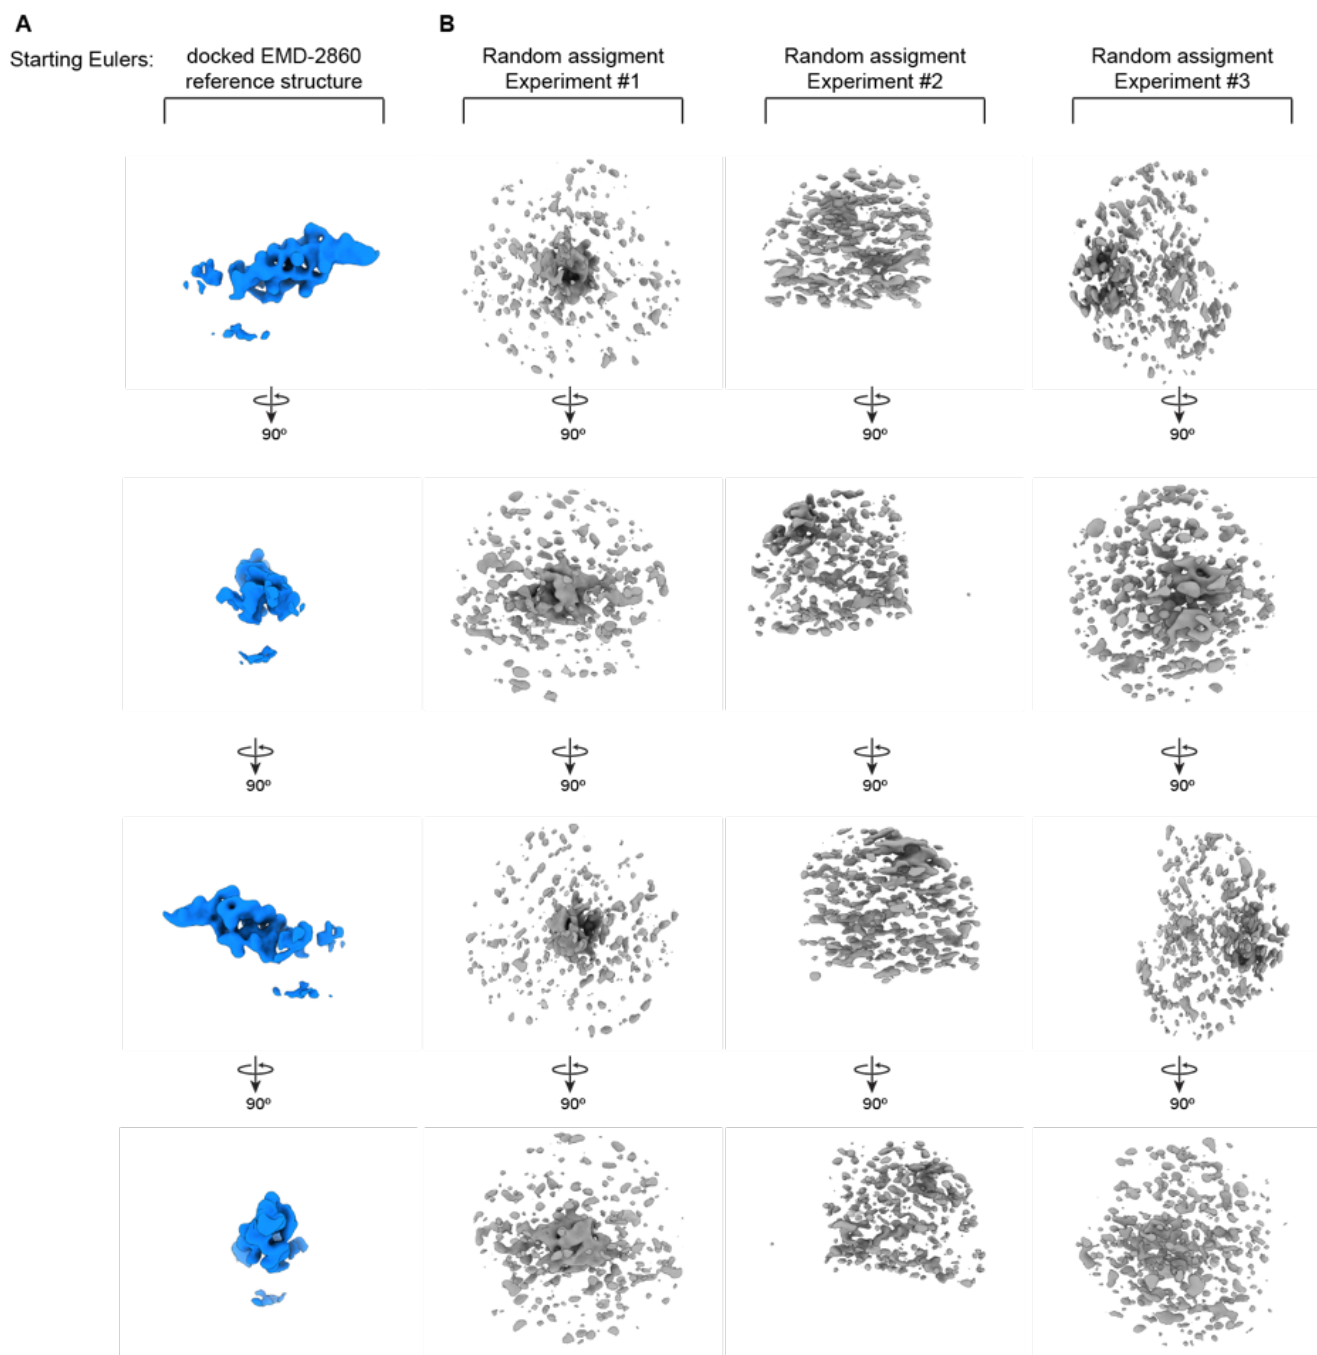 A
B
Starting Eulers:
docked EMD-2860
reference structure
Random assigment
Experiment #1
Random assigment
Experiment #2
Random assigment
Experiment #3
90º
90º
90º
90º
90º
90º
90º
90º
90º
90º
90º
90º